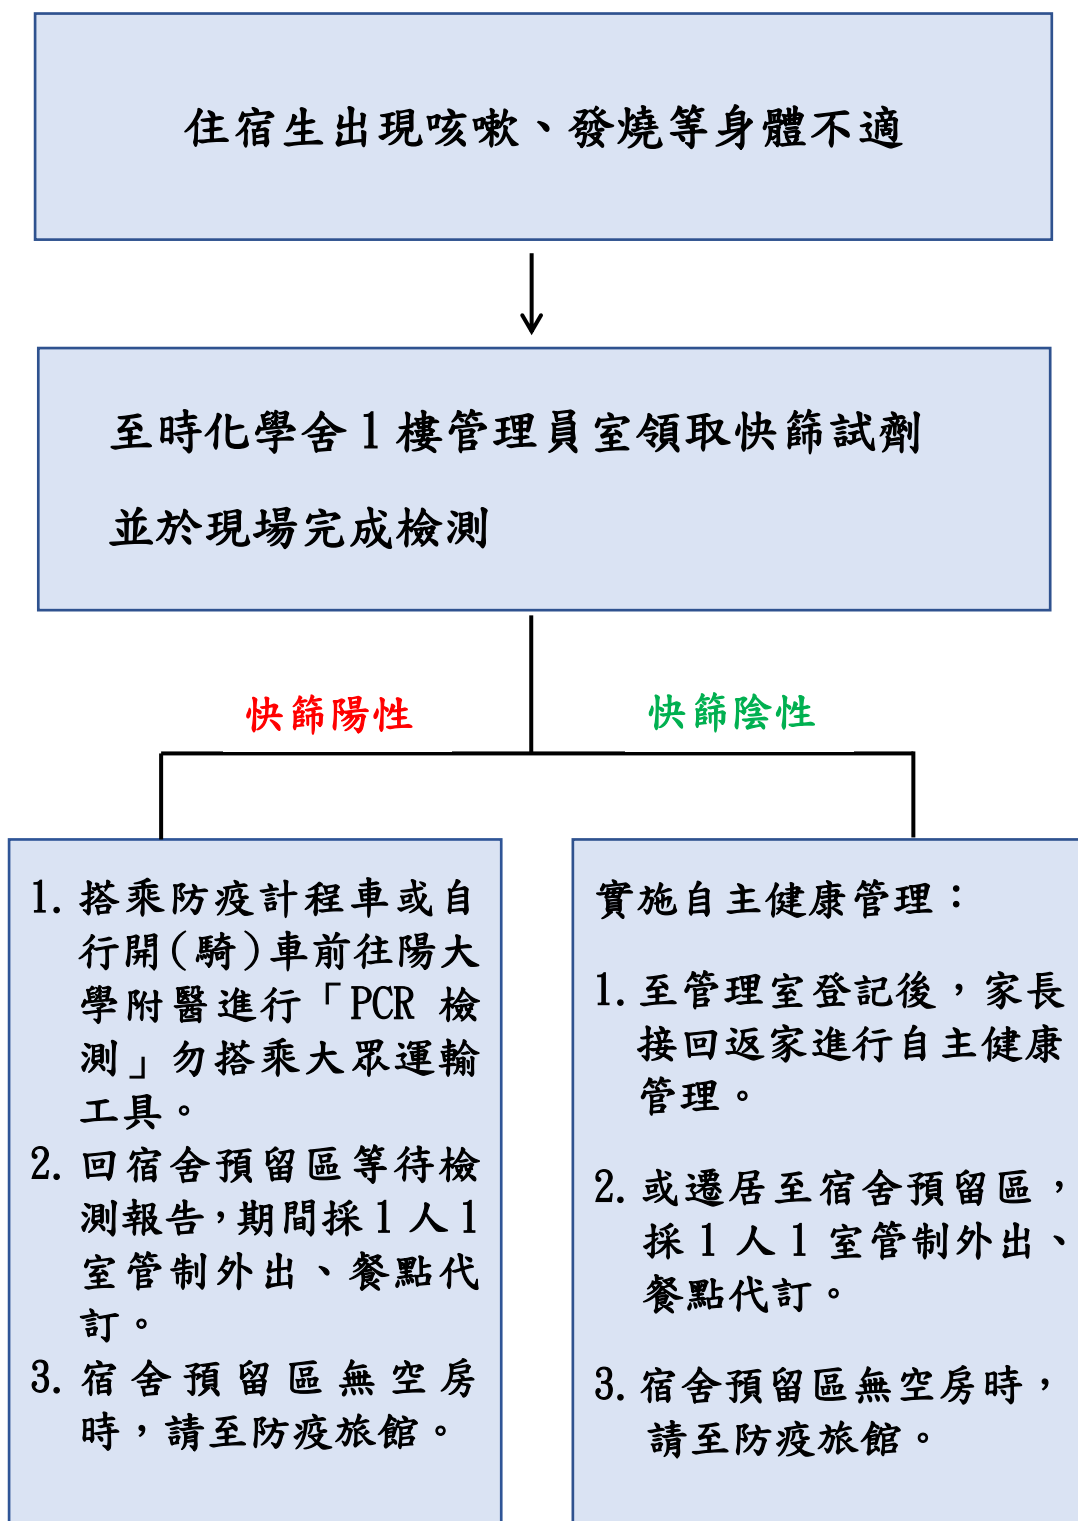 住宿生出現咳嗽、發燒等身體不適
至時化學舍1樓管理員室領取快篩試劑
並於現場完成檢測
快篩陽性
快篩陰性
1. 搭乘防疫計程車或自
行開(騎)車前往陽大
學附醫進行「PCR 檢
測」勿搭乘大眾運輸
工具。
2. 回宿舍預留區等待檢
測報告,期間採1人1
室管制外出、餐點代
訂。
3. 宿舍預留區無空房
時,請至防疫旅館。
實施自主健康管理:
1. 至管理室登記後,家長
接回返家進行自主健康
管理。
2. 或遷居至宿舍預留區,
採1人1室管制外出、
餐點代訂。
3. 宿舍預留區無空房時,
請至防疫旅館。